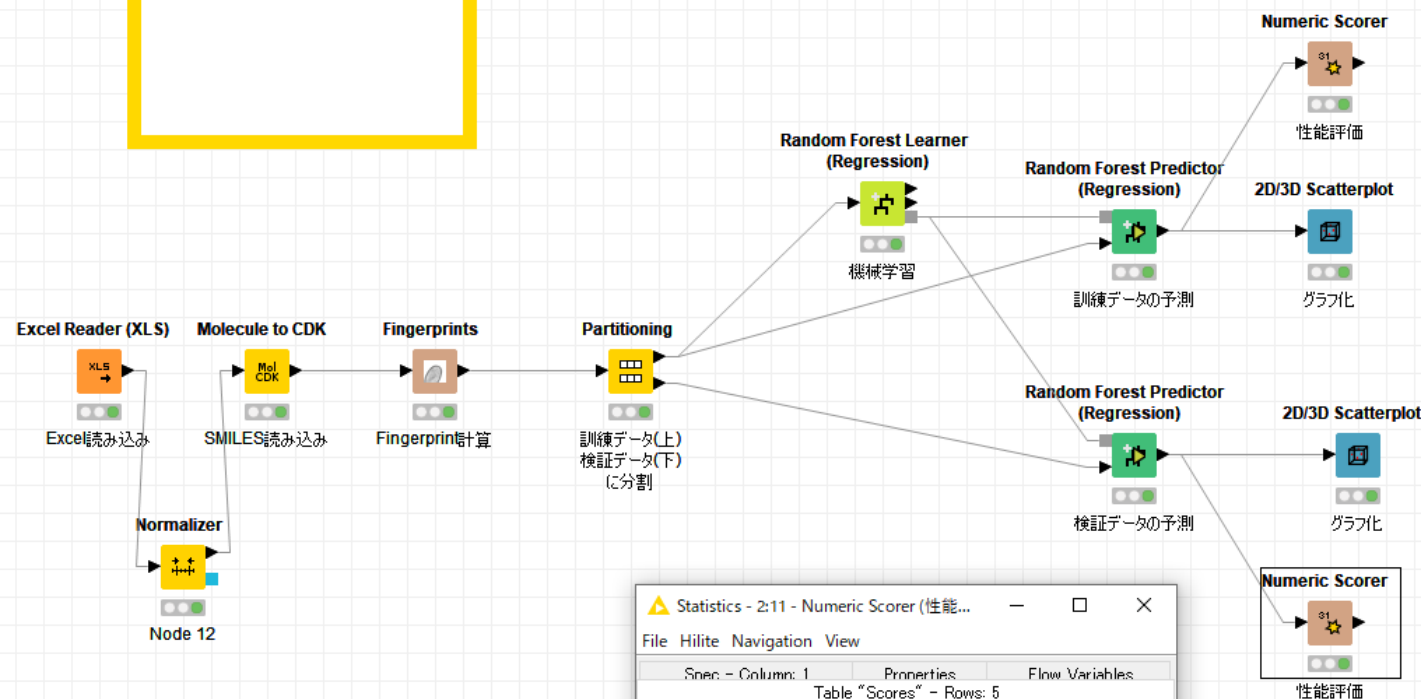 Numeric Scorer
31
性能評価
Random Forest Learner
(Regression)
機械学習
Random Forest Predictor
(Regression)
訓練データの予測
2D/3D Scatterplot
グラフ化
Excel Reader (XLS)
XLS
Excel読み込み
Molecule to CDK
Mol
CDK
SMILES読み込み
Fingerprints
Fingerprint計算
Partitioning
訓練データ(上)
検証データ(下)
に分割
Random Forest Predictor
(Regression)
検証データの予測
2D/3D Scatterplot
グラフ化
Normalizer
Node 12
Numeric Scorer
31
性能評価
Statistics - 2:11 - Numeric Scorer (性能...
File Hilite Navigation View
Spec - Column: 1 Properties Flow Variables
Table "Scores" - Rows: 5